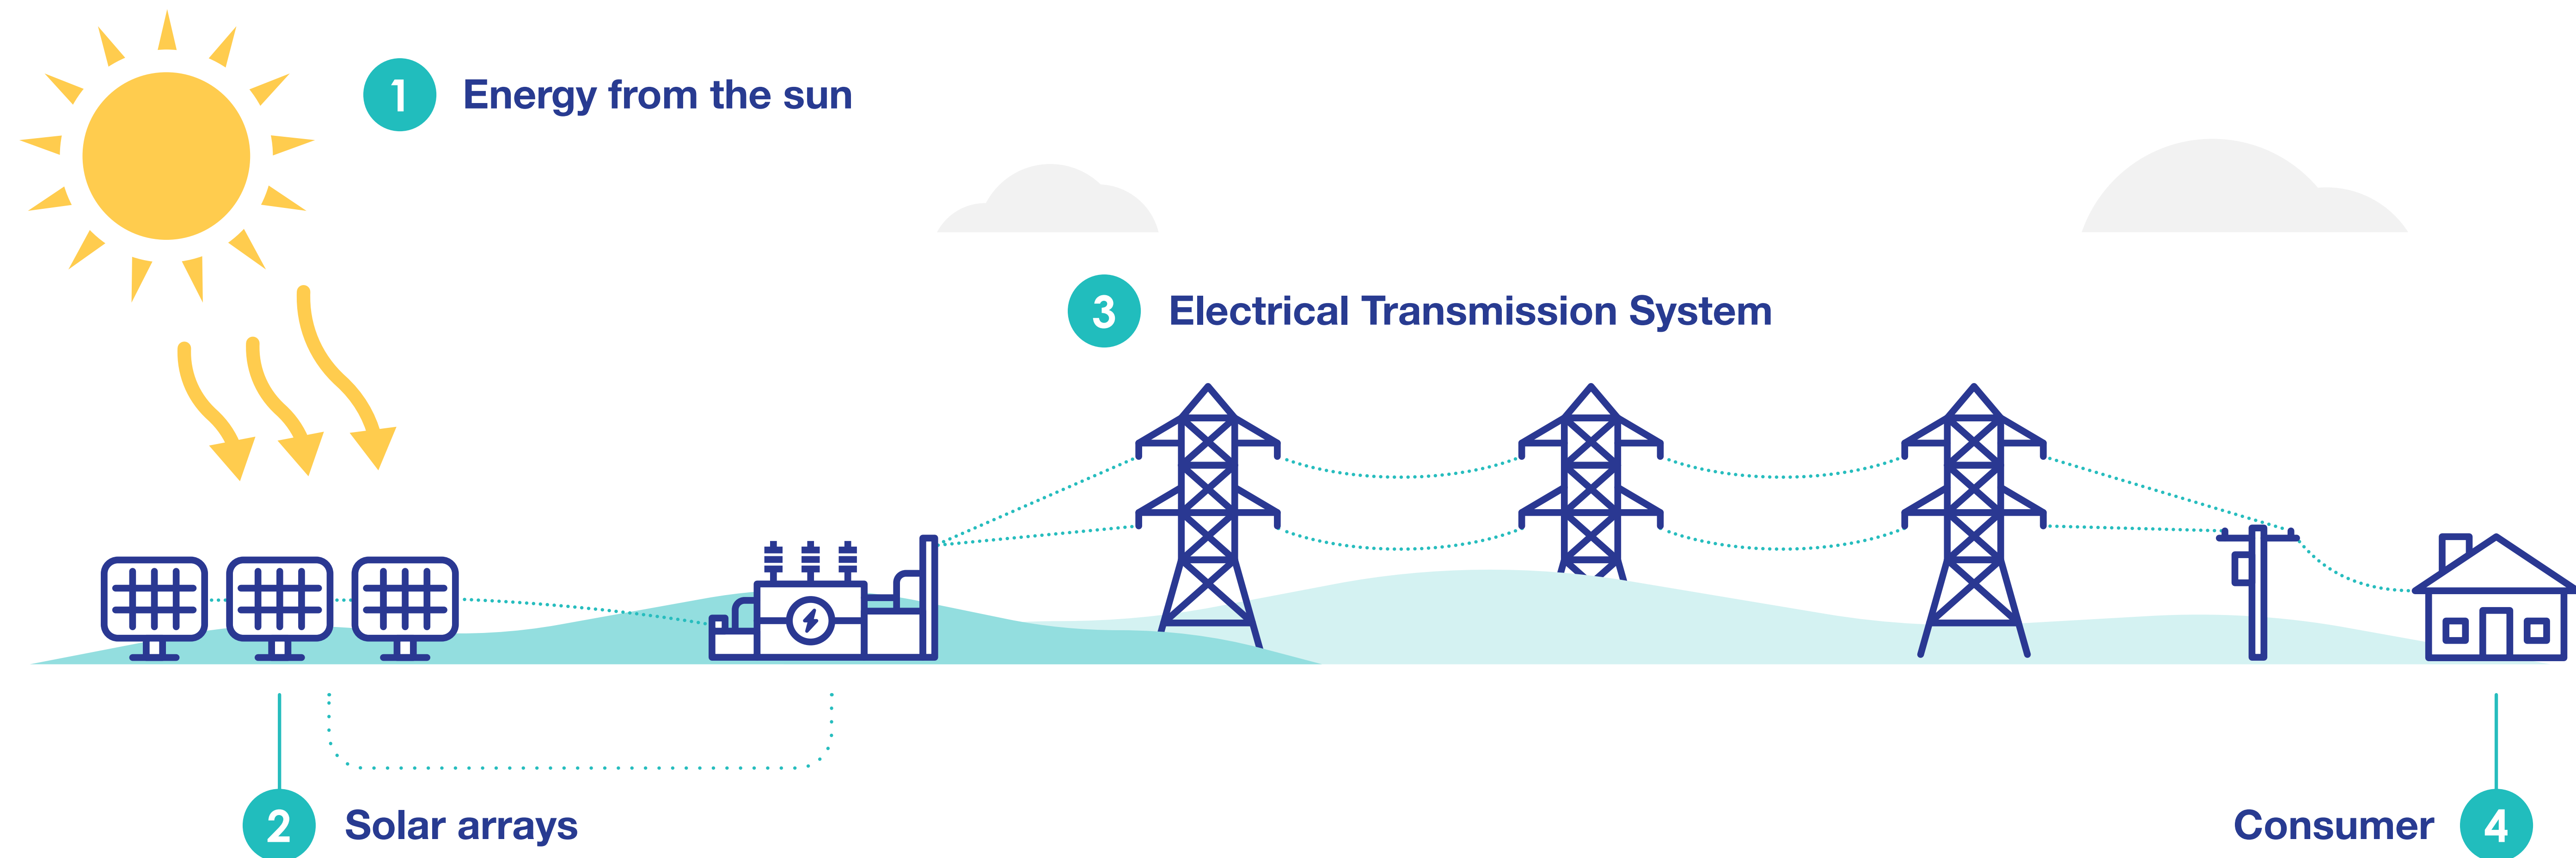 1 Energy from the sun
3 Electrical Transmission System
2 Solar arrays
Consumer 4